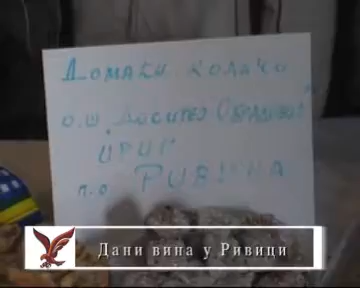 Домаћи колачи
О.Ш. „Доситеј Обрадовић"
ИРИГ
п.о РИВИЦА
Дани вина у Ривици